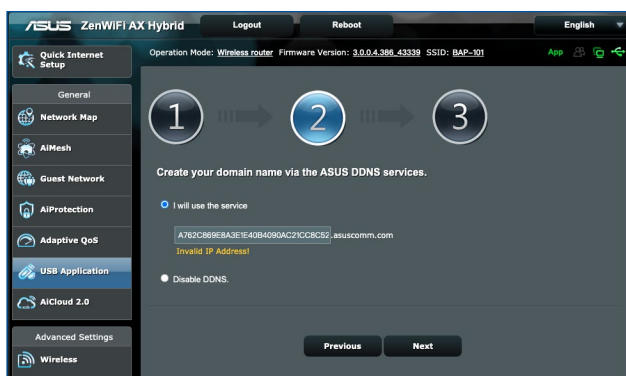 ASUS ZenWiFi AX Hybrid Logout Reboot English
Quick Internet Setup
Operation Mode: Wireless router Firmware Version: 3.0.0.4.386_43339 SSID: BAP-101 App
General
Network Map
AiMesh
Guest Network
AiProtection
Adaptive QoS
USB Application
AiCloud 2.0
Advanced Settings
Wireless
1 2 3
Create your domain name via the ASUS DDNS services.
I will use the service
A762C869E8A3E1E40B4090AC21CC8C52.asuscomm.com
Invalid IP Address!
Disable DDNS.
Previous Next